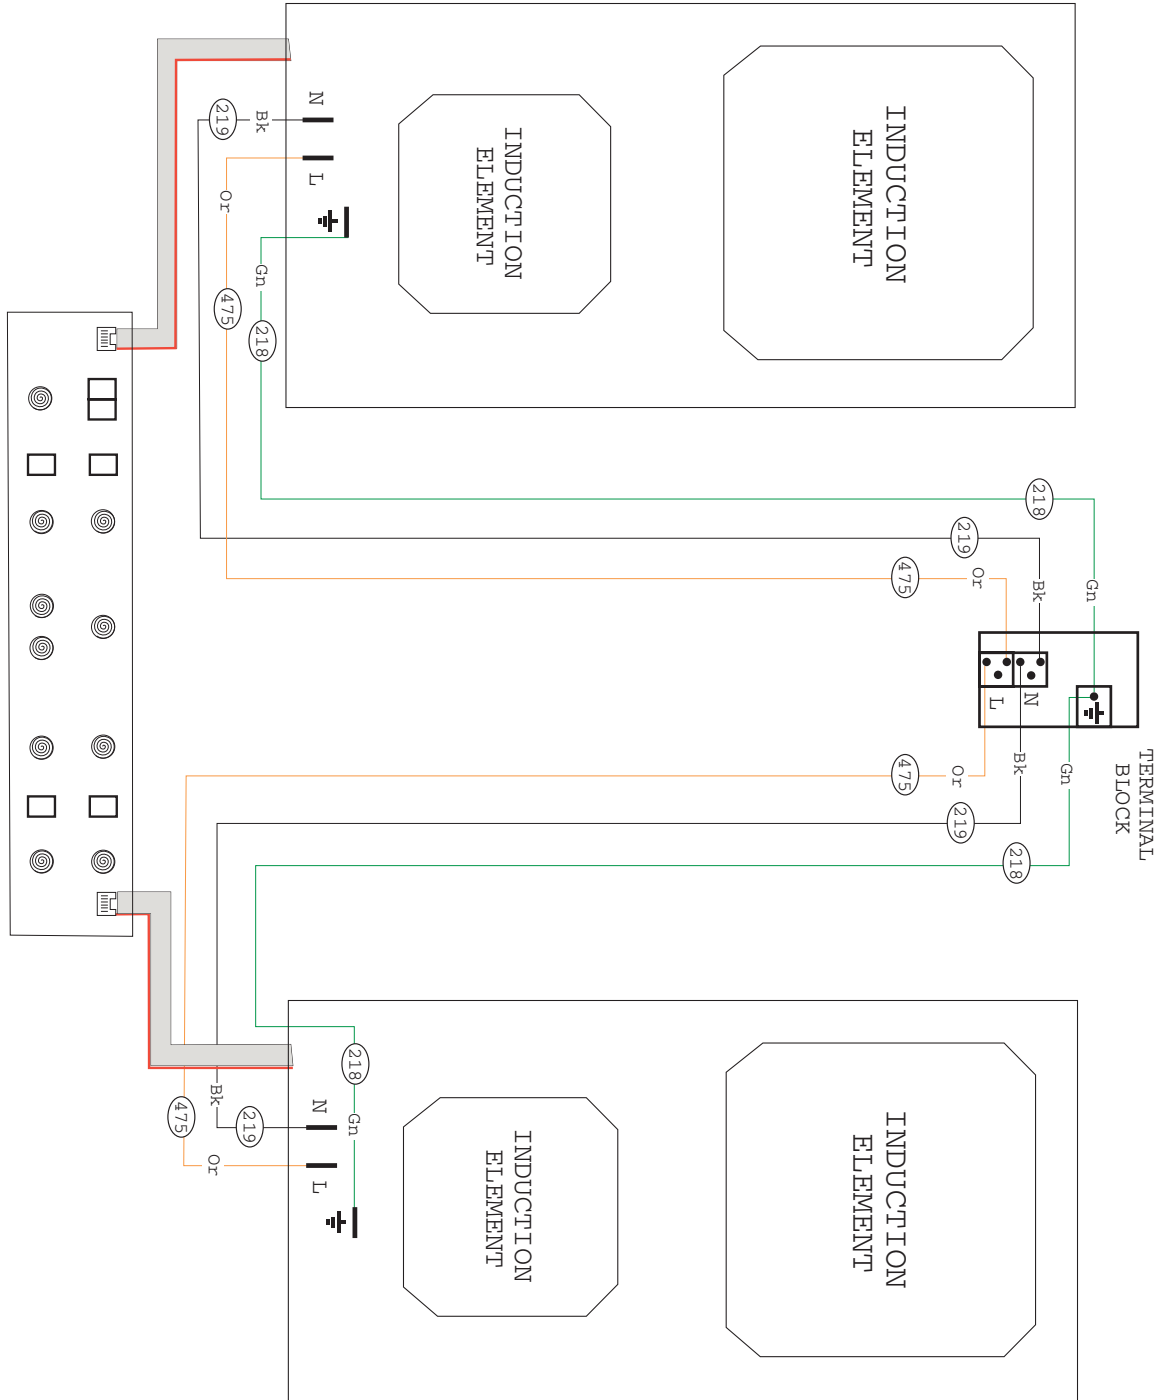 N
219
Bk
L
Or
Gn
475
218
INDUCTION
ELEMENT
INDUCTION
ELEMENT
218
219
475
Or
Bk
Gn
L
N
TERMINAL
BLOCK
475
Or
Bk
Gn
219
218
218
Bk
219
475
Or
N
Gn
L
INDUCTION
ELEMENT
INDUCTION
ELEMENT